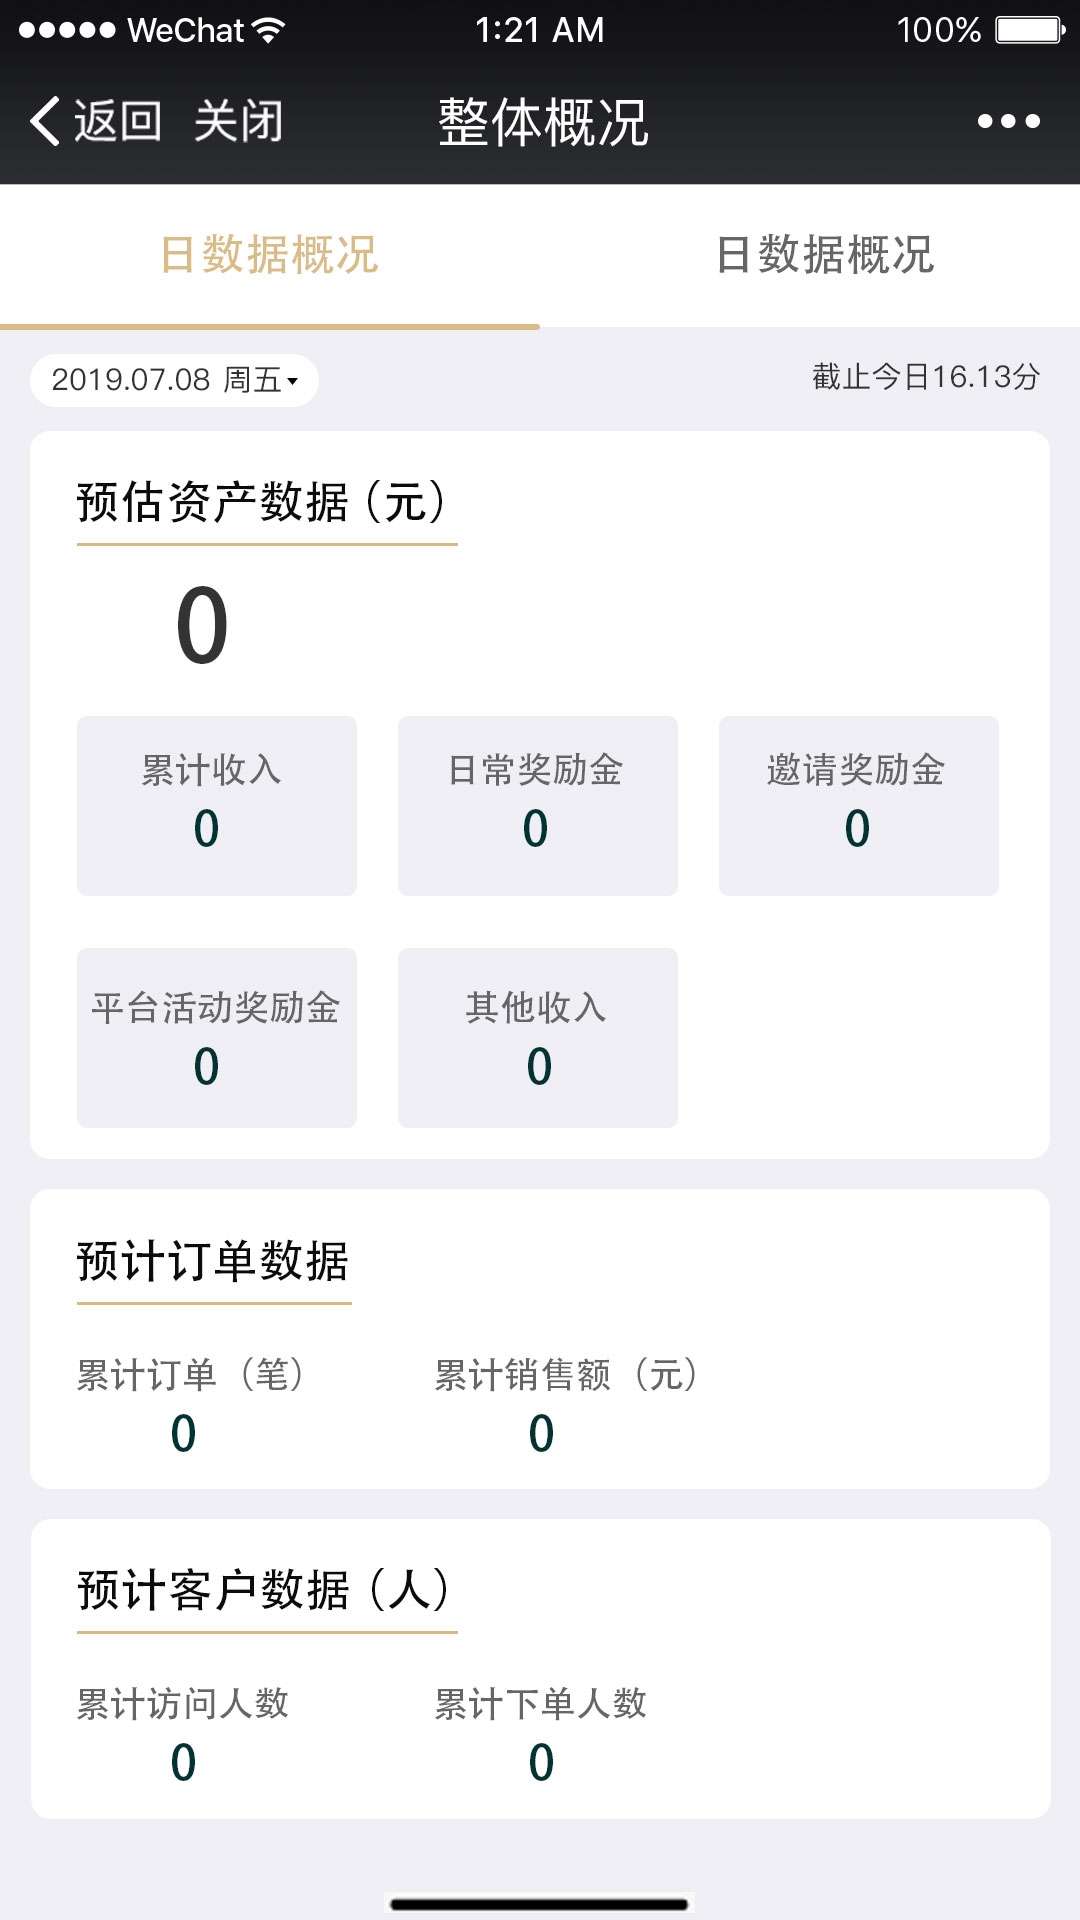 WeChat 1:21 AM 100%
返回 关闭 整体概况
日数据概况 日数据概况
2019.07.08 周五 截止今日16.13分
预估资产数据（元）
0
累计收入 日常奖励金 邀请奖励金
0 0 0
平台活动奖励金 其他收入
0 0
预计订单数据
累计订单（笔） 累计销售额（元）
0 0
预计客户数据（人）
累计访问人数 累计下单人数
0 0